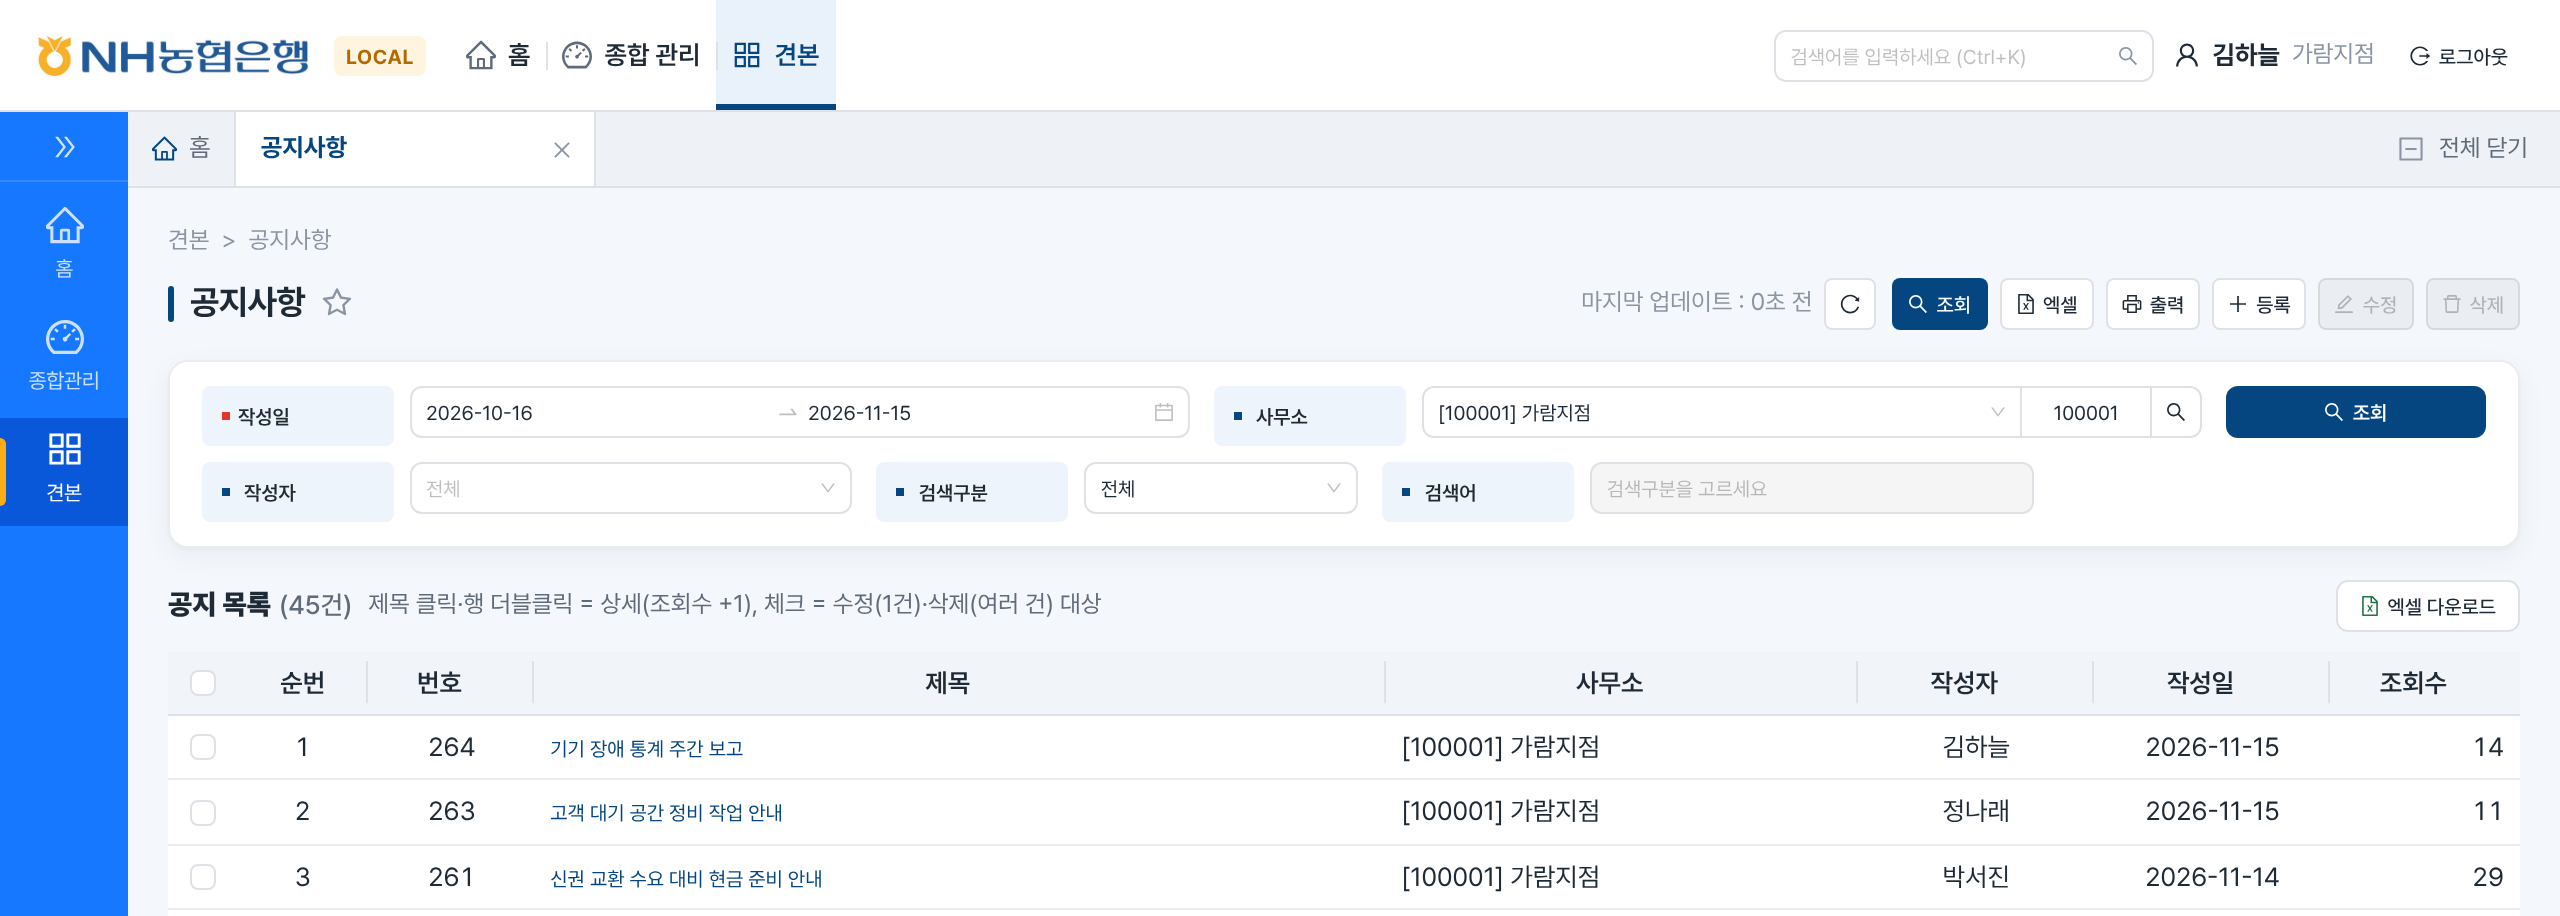 NH농협은행 LOCAL 홈 종합 관리 견본 검색어를 입력하세요 (Ctrl+K) 김하늘 가람지점 로그아웃
홈 공지사항 전체 닫기
홈
종합관리
견본
견본 > 공지사항
공지사항 마지막 업데이트 : 0초 전 조회 엑셀 출력 등록 수정 삭제
작성일 2026-10-16 → 2026-11-15 사무소 [100001] 가람지점 100001 조회
작성자 전체 검색구분 전체 검색어 검색구분을 고르세요
공지 목록 (45건) 제목 클릭·행 더블클릭 = 상세(조회수 +1), 체크 = 수정(1건)·삭제(여러 건) 대상 엑셀 다운로드
순번 번호 제목 사무소 작성자 작성일 조회수
1 264 기기 장애 통계 주간 보고 [100001] 가람지점 김하늘 2026-11-15 14
2 263 고객 대기 공간 정비 작업 안내 [100001] 가람지점 정나래 2026-11-15 11
3 261 신권 교환 수요 대비 현금 준비 안내 [100001] 가람지점 박서진 2026-11-14 29